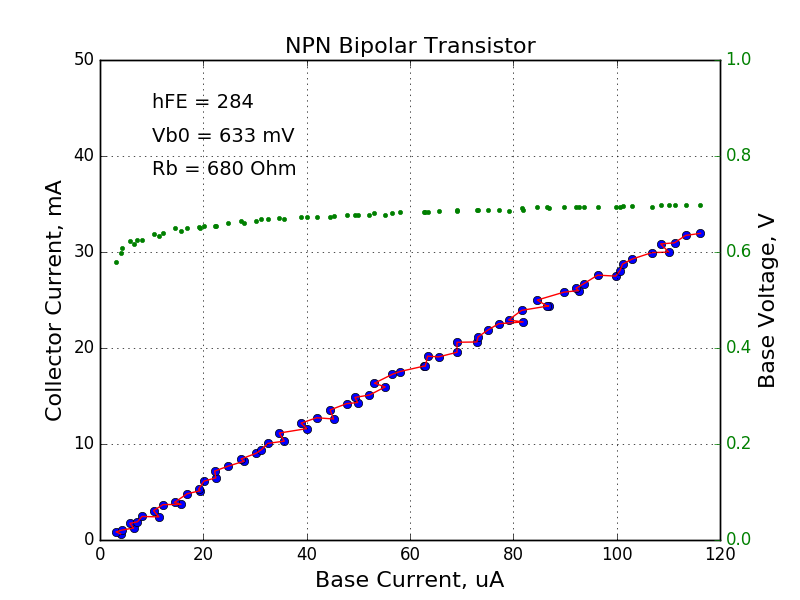 NPN Bipolar Transistor
50
40
30
20
10
0
Collector Current, mA
hFE = 284
Vb0 = 633 mV
Rb = 680 Ohm
1.0
0.8
0.6
0.4
0.2
0.0
Base Voltage, V
0 20 40 60 80 100 120
Base Current, uA